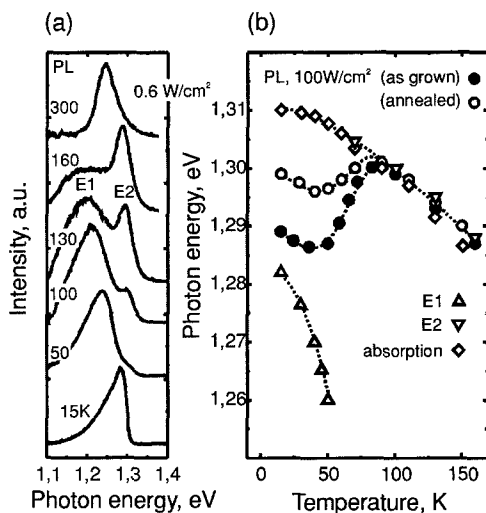 (a)
PL
0.6 W/cm²
300
160
E1
E2
130
100
50
15K
1,1 1,2 1,3 1,4
Photon energy, eV
Intensity, a.u.
(b)
PL, 100W/cm² (as grown)
(annealed)
1,31
1,30
1,29
1,28
1,27
1,26
E1
E2
absorption
0 50 100 150
Temperature, K
Photon energy, eV